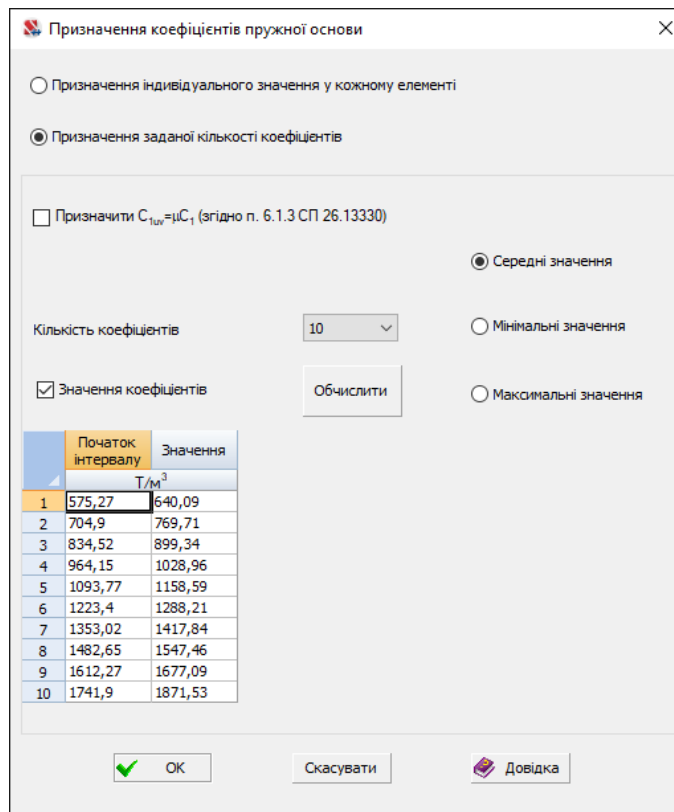 Призначення коефіцієнтів пружної основи
Призначення індивідуального значення у кожному елементі
Призначення заданої кількості коефіцієнтів
Призначити C1uv=μC1 (згідно п. 6.1.3 СП 26.13330)
Середні значення
Кількість коефіцієнтів
10
Мінімальні значення
Значення коефіцієнтів
Обчислити
Максимальні значення
Початок інтервалу Значення
Т/м³
1 575,27 640,09
2 704,9 769,71
3 834,52 899,34
4 964,15 1028,96
5 1093,77 1158,59
6 1223,4 1288,21
7 1353,02 1417,84
8 1482,65 1547,46
9 1612,27 1677,09
10 1741,9 1871,53
ОК Скасувати Довідка